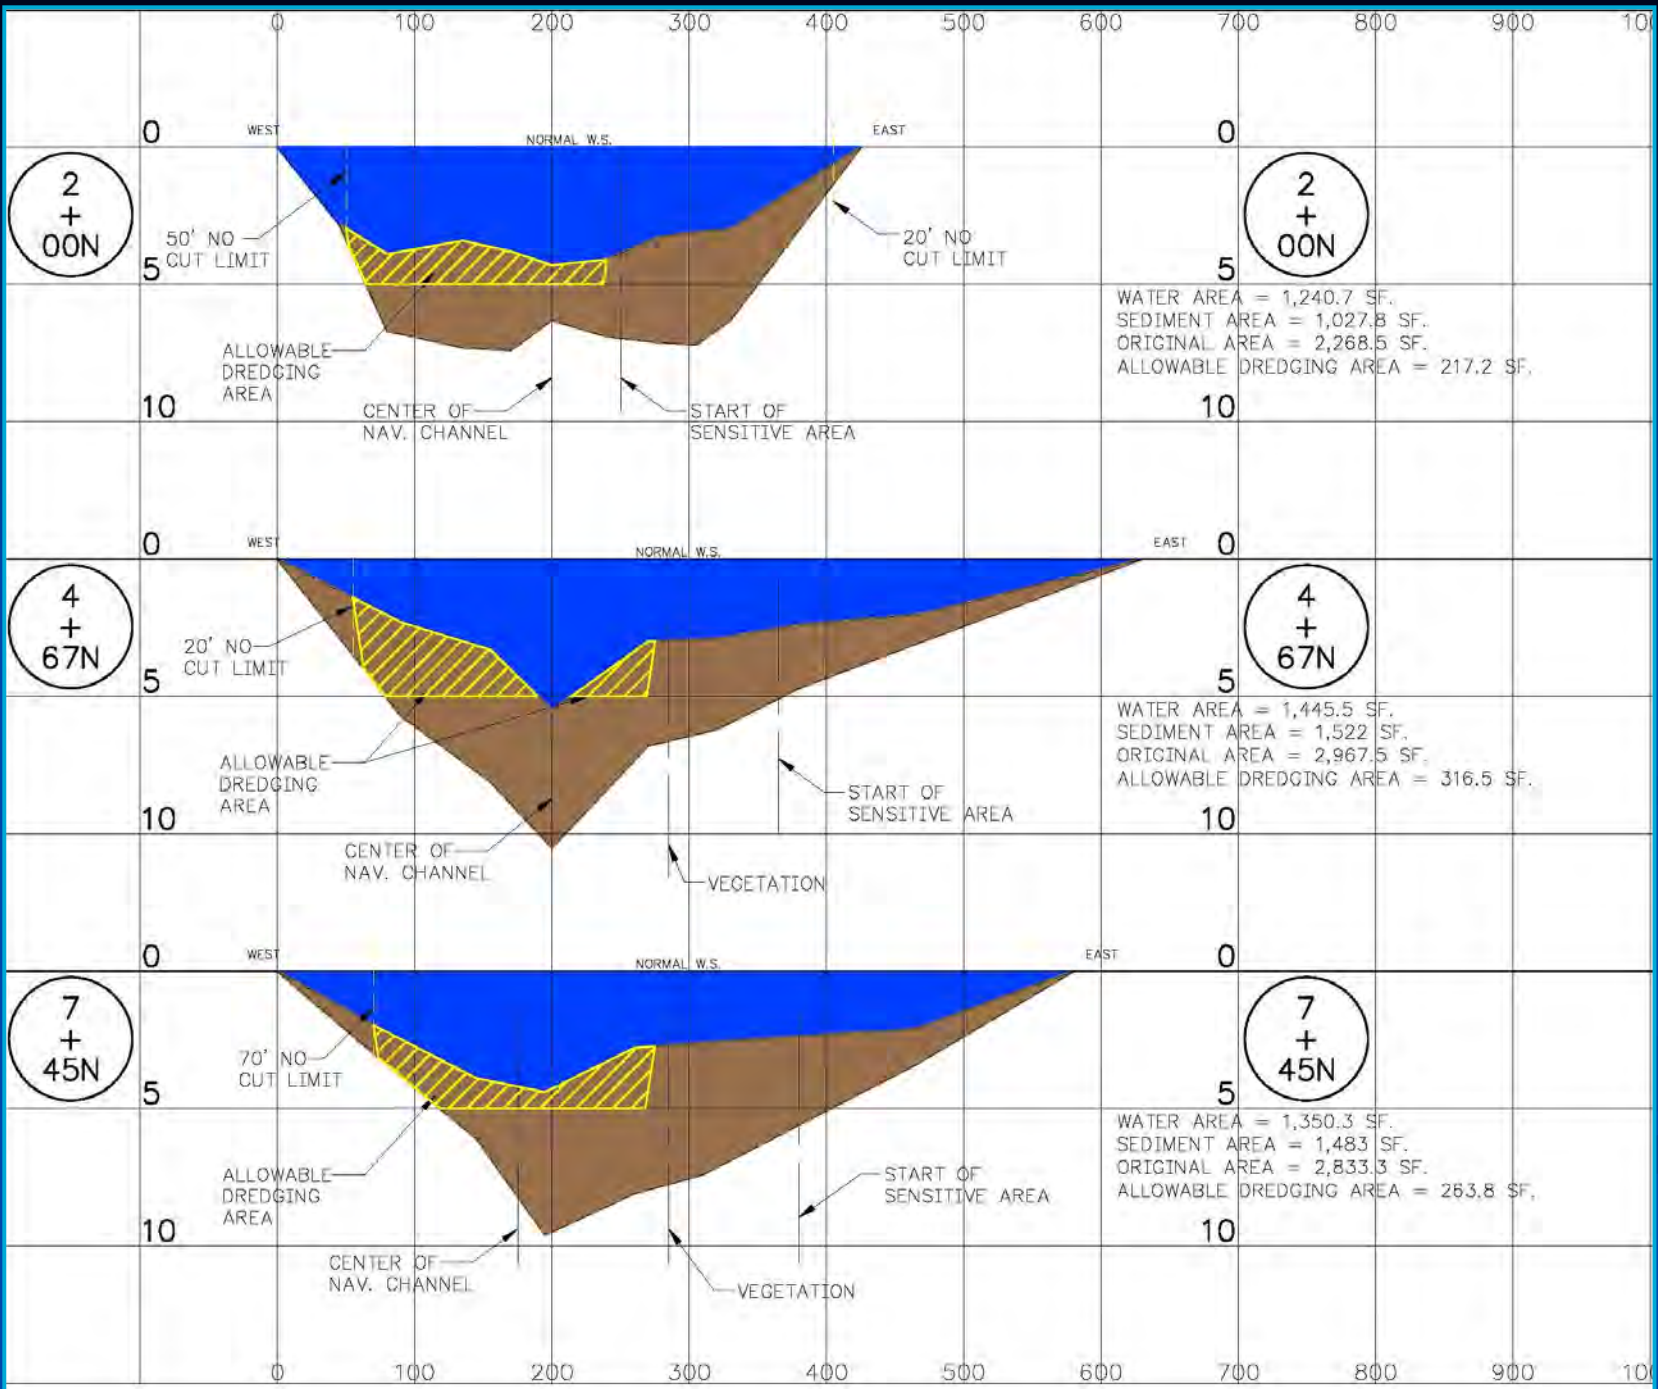 0 100 200 300 400 500 600 700 800 900 100
0 WEST NORMAL W.S. EAST 0
2
+
00N
50' NO
CUT LIMIT
20' NO
CUT LIMIT
2
+
00N
5 5
WATER AREA = 1,240.7 SF.
SEDIMENT AREA = 1,027.8 SF.
ORIGINAL AREA = 2,268.5 SF.
ALLOWABLE DREDGING AREA = 217.2 SF.
ALLOWABLE
DREDGING
AREA
CENTER OF
NAV. CHANNEL
START OF
SENSITIVE AREA
10 10
0 WEST NORMAL W.S. EAST 0
4
+
67N
20' NO
CUT LIMIT
4
+
67N
5 5
WATER AREA = 1,445.5 SF.
SEDIMENT AREA = 1,522 SF.
ORIGINAL AREA = 2,967.5 SF.
ALLOWABLE DREDGING AREA = 316.5 SF.
ALLOWABLE
DREDGING
AREA
START OF
SENSITIVE AREA
10 10
CENTER OF
NAV. CHANNEL
VEGETATION
0 WEST NORMAL W.S. EAST 0
7
+
45N
70' NO
CUT LIMIT
7
+
45N
5 5
WATER AREA = 1,350.3 SF.
SEDIMENT AREA = 1,483 SF.
ORIGINAL AREA = 2,833.3 SF.
ALLOWABLE DREDGING AREA = 263.8 SF.
ALLOWABLE
DREDGING
AREA
START OF
SENSITIVE AREA
10 10
CENTER OF
NAV. CHANNEL
VEGETATION
0 100 200 300 400 500 600 700 800 900 100